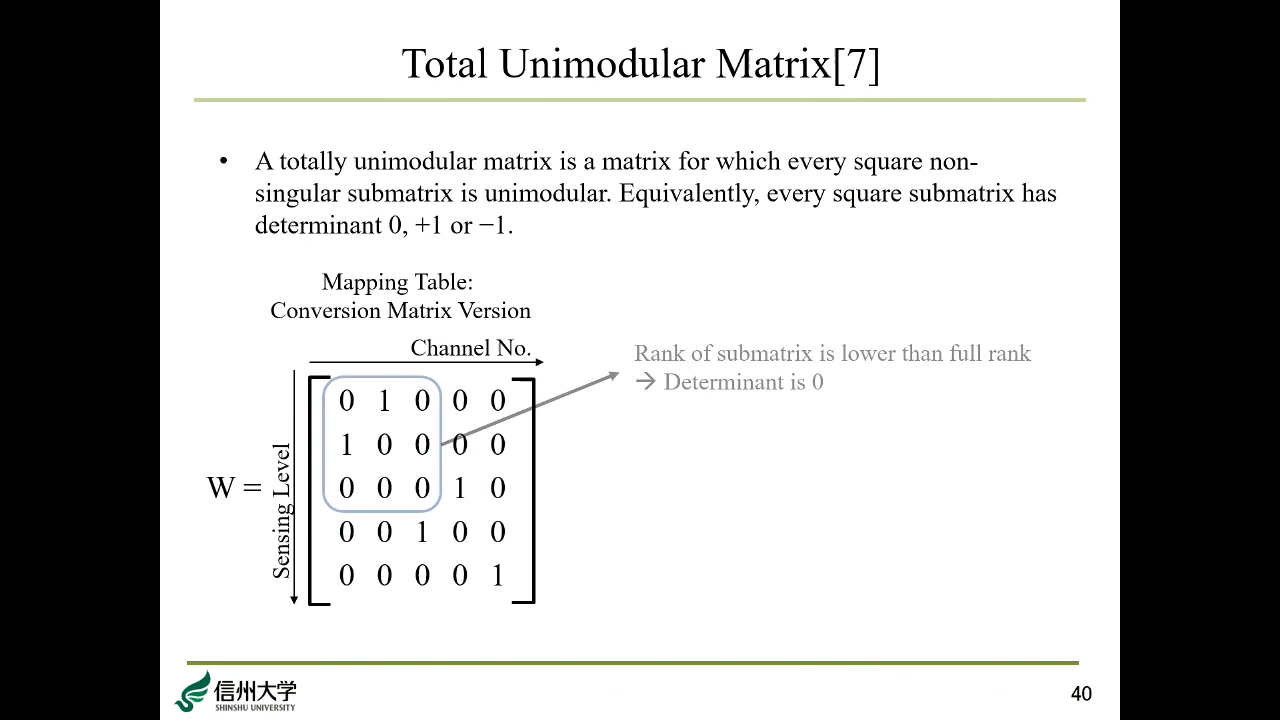 Total Unimodular Matrix[7]
• A totally unimodular matrix is a matrix for which every square non-
singular submatrix is unimodular. Equivalently, every square submatrix has
determinant 0, +1 or −1.
Mapping Table:
Conversion Matrix Version
Channel No.
Rank of submatrix is lower than full rank
→ Determinant is 0
Sensing Level
W =
0 1 0 0 0
1 0 0 0 0
0 0 0 1 0
0 0 1 0 0
0 0 0 0 1
信州大学
SHINSHU UNIVERSITY
40